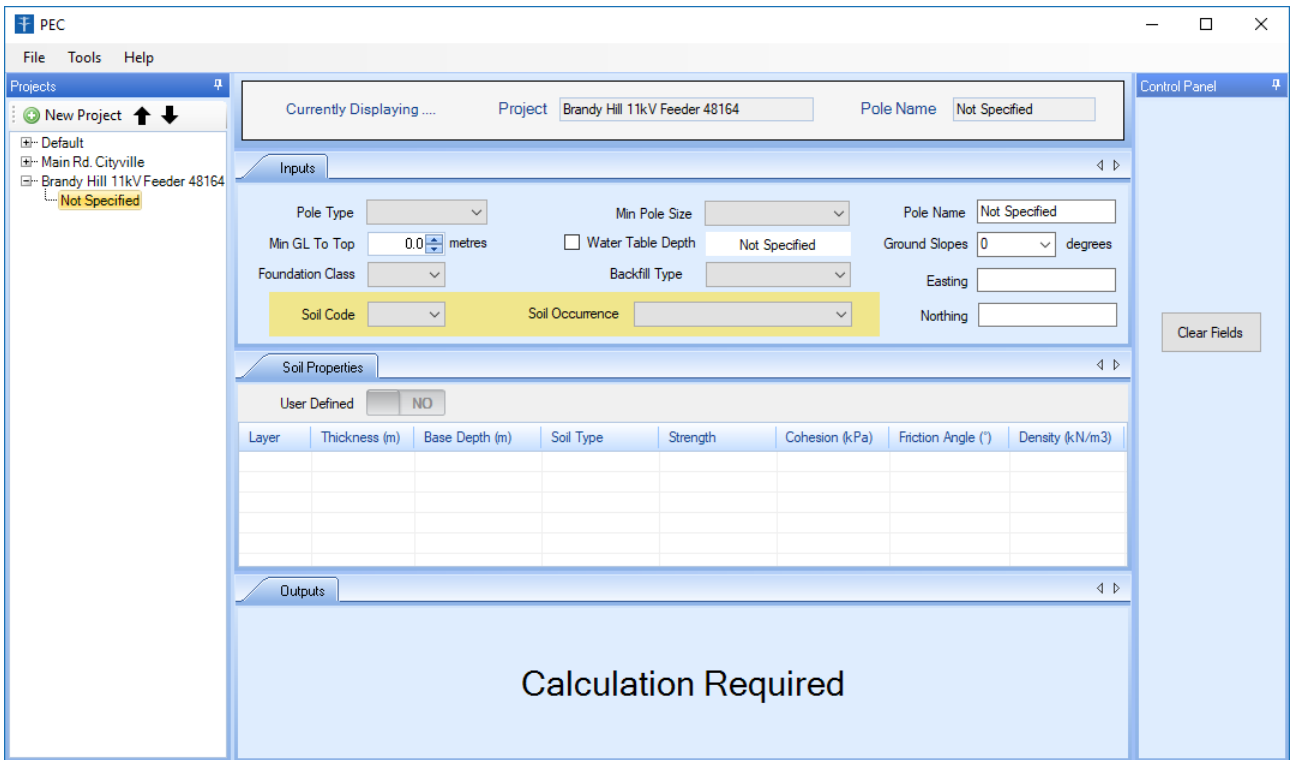 PEC
File Tools Help
Projects
New Project
Default
Main Rd. Cityville
Brandy Hill 11kV Feeder 48164
Not Specified
Currently Displaying .... Project Brandy Hill 11kV Feeder 48164 Pole Name Not Specified
Inputs
Pole Type Min Pole Size Pole Name Not Specified
Min GL To Top 0.0 metres Water Table Depth Not Specified Ground Slopes 0 degrees
Foundation Class Backfill Type Easting
Soil Code Soil Occurrence Northing
Soil Properties
User Defined NO
Layer Thickness (m) Base Depth (m) Soil Type Strength Cohesion (kPa) Friction Angle (°) Density (kN/m3)
Outputs
Calculation Required
Control Panel
Clear Fields